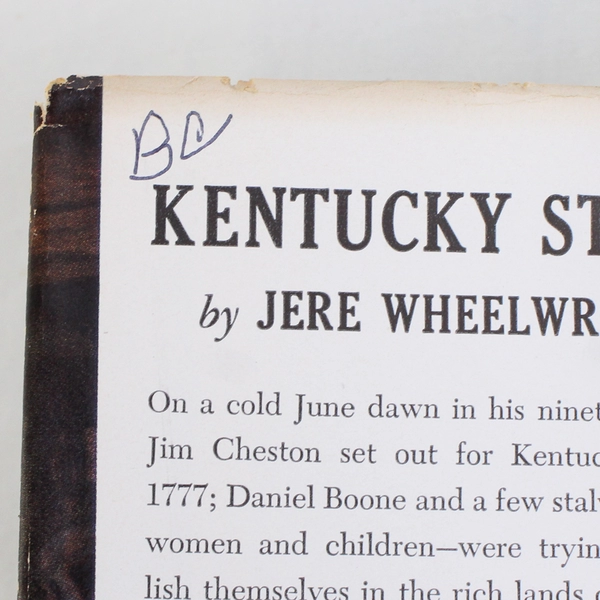 BC
KENTUCKY ST
by JERE WHEELWR
On a cold June dawn in his ninet
Jim Cheston set out for Kentuc
1777; Daniel Boone and a few stal
women and children—were tryin
lish themselves in the rich lands